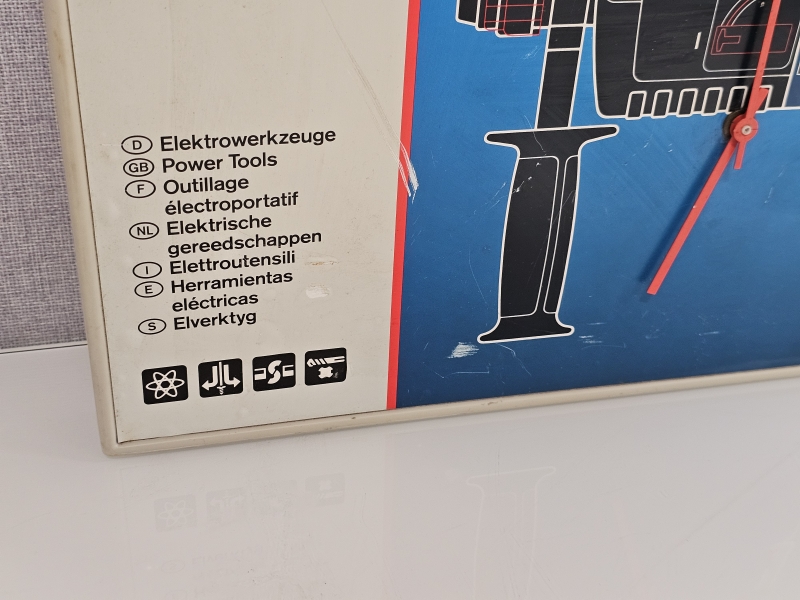 D Elektrowerkzeuge
GB Power Tools
F Outillage
électroportatif
NL Elektrische
gereedschappen
I Elettroutensili
E Herramientas
eléctricas
S Elverktyg